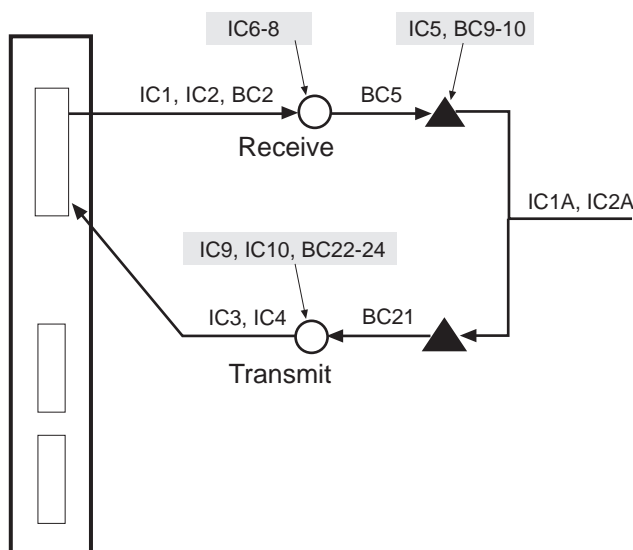 IC6-8
IC5, BC9-10
IC1, IC2, BC2
BC5
Receive
IC1A, IC2A
IC9, IC10, BC22-24
IC3, IC4
BC21
Transmit